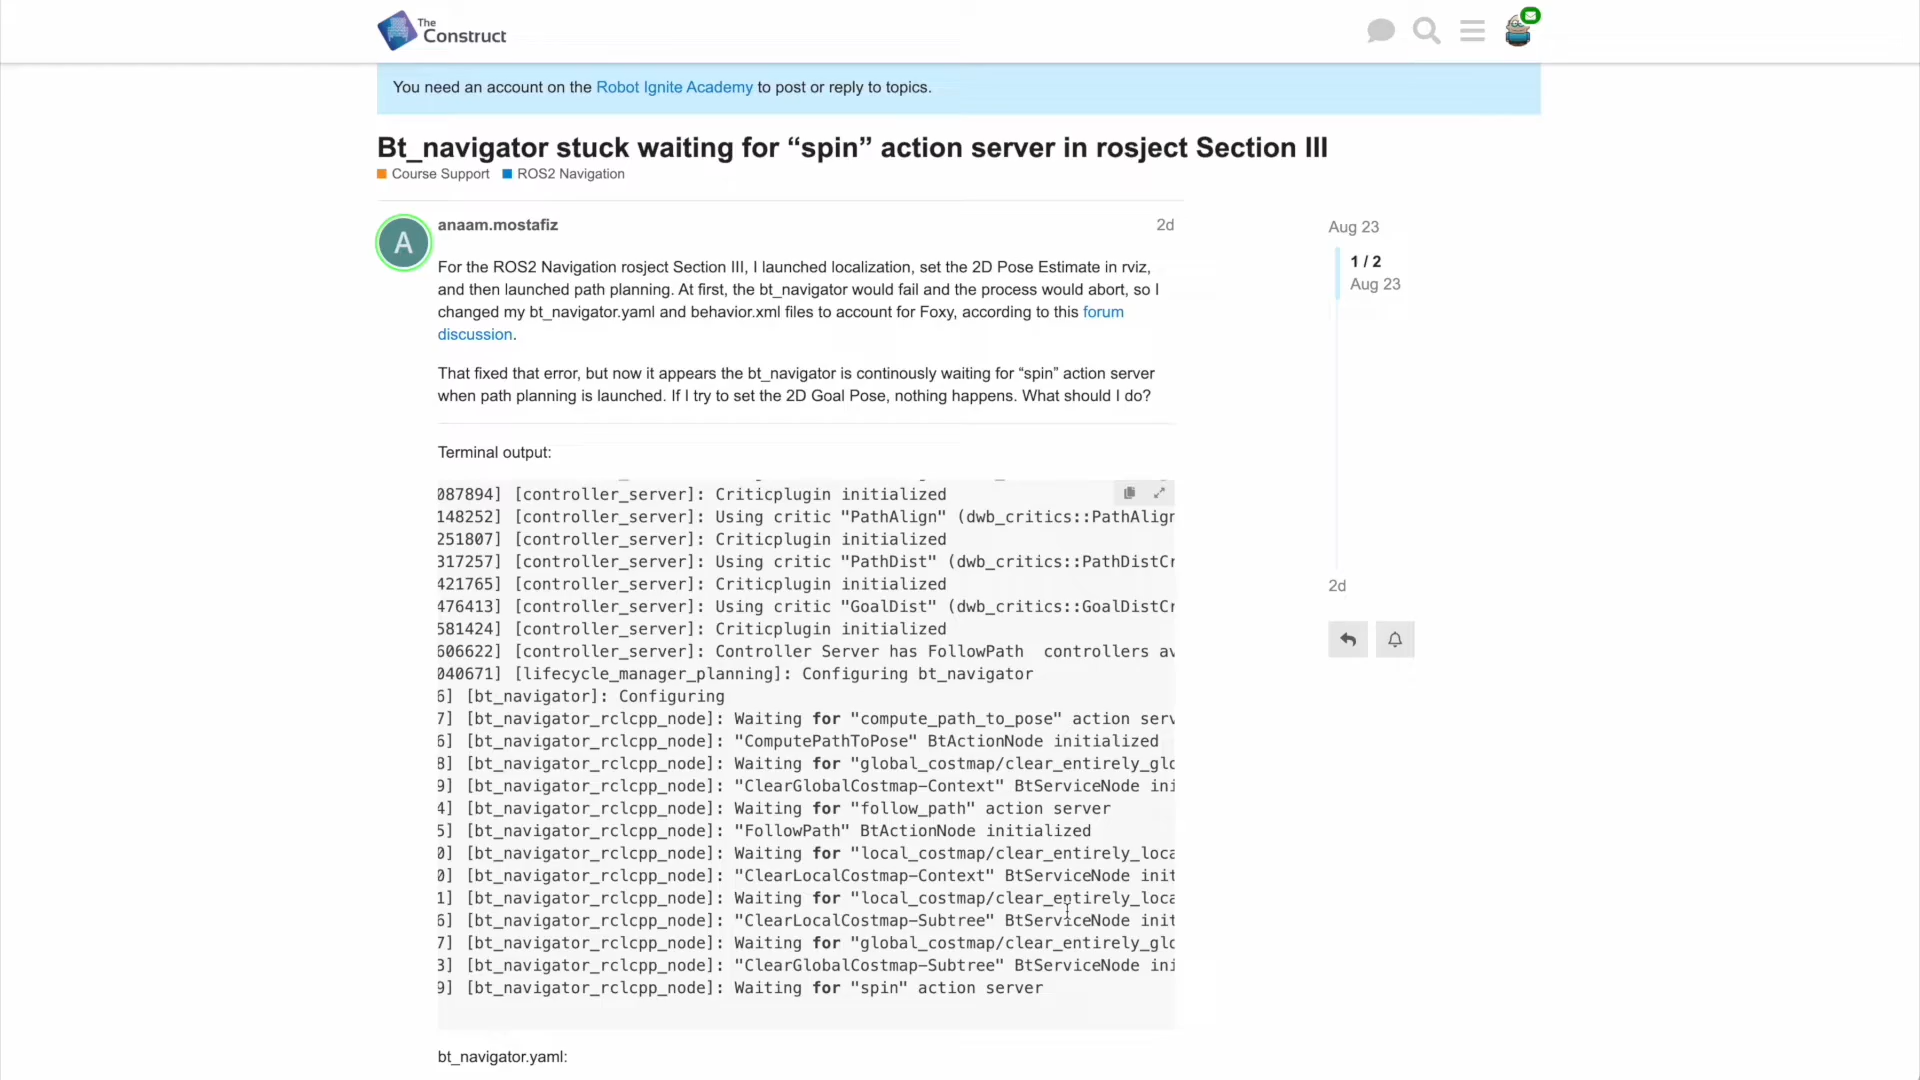 The
Construct
You need an account on the Robot Ignite Academy to post or reply to topics.
Bt_navigator stuck waiting for “spin” action server in rosject Section III
Course Support ROS2 Navigation
A
anaam.mostafiz 2d
For the ROS2 Navigation rosject Section III, I launched localization, set the 2D Pose Estimate in rviz,
and then launched path planning. At first, the bt_navigator would fail and the process would abort, so I
changed my bt_navigator.yaml and behavior.xml files to account for Foxy, according to this forum
discussion.
That fixed that error, but now it appears the bt_navigator is continously waiting for “spin” action server
when path planning is launched. If I try to set the 2D Goal Pose, nothing happens. What should I do?
Terminal output:
087894] [controller_server]: Criticplugin initialized
148252] [controller_server]: Using critic "PathAlign" (dwb_critics::PathAlign
251807] [controller_server]: Criticplugin initialized
317257] [controller_server]: Using critic "PathDist" (dwb_critics::PathDistCr
421765] [controller_server]: Criticplugin initialized
476413] [controller_server]: Using critic "GoalDist" (dwb_critics::GoalDistCr
581424] [controller_server]: Criticplugin initialized
606622] [controller_server]: Controller Server has FollowPath  controllers av
040671] [lifecycle_manager_planning]: Configuring bt_navigator
6] [bt_navigator]: Configuring
7] [bt_navigator_rclcpp_node]: Waiting for "compute_path_to_pose" action serv
6] [bt_navigator_rclcpp_node]: "ComputePathToPose" BtActionNode initialized
8] [bt_navigator_rclcpp_node]: Waiting for "global_costmap/clear_entirely_glo
9] [bt_navigator_rclcpp_node]: "ClearGlobalCostmap-Context" BtServiceNode ini
4] [bt_navigator_rclcpp_node]: Waiting for "follow_path" action server
5] [bt_navigator_rclcpp_node]: "FollowPath" BtActionNode initialized
0] [bt_navigator_rclcpp_node]: Waiting for "local_costmap/clear_entirely_loca
0] [bt_navigator_rclcpp_node]: "ClearLocalCostmap-Context" BtServiceNode init
1] [bt_navigator_rclcpp_node]: Waiting for "local_costmap/clear_entirely_loca
6] [bt_navigator_rclcpp_node]: "ClearLocalCostmap-Subtree" BtServiceNode init
7] [bt_navigator_rclcpp_node]: Waiting for "global_costmap/clear_entirely_glo
3] [bt_navigator_rclcpp_node]: "ClearGlobalCostmap-Subtree" BtServiceNode ini
9] [bt_navigator_rclcpp_node]: Waiting for "spin" action server
bt_navigator.yaml:
Aug 23
1 / 2
Aug 23
2d